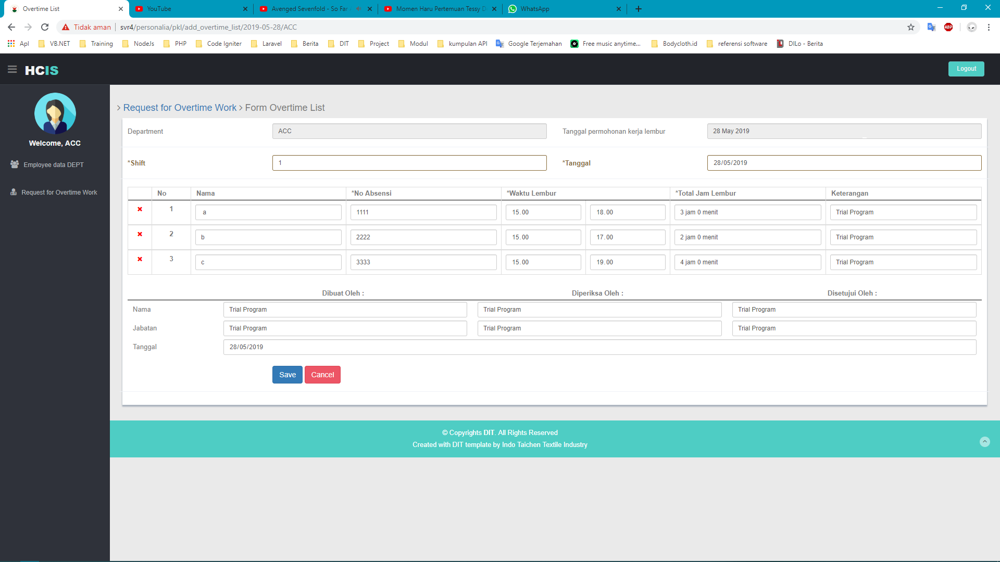 Overtime List
YouTube
Avenged Sevenfold - So Far
Momen Haru Pertemuan Tessy D
WhatsApp
Tidak aman
svr4/personalia/pkl/add_overtime_list/2019-05-28/ACC
ABP
Apl
VB.NET
Training
NodeJs
PHP
Code Igniter
Laravel
Berita
DIT
Project
Modul
kumpulan API
Google Terjemahan
Free music anytime...
Bodycloth.id
referensi software
DILo - Berita
HCIS
Logout
Welcome, ACC
Employee data DEPT
Request for Overtime Work
> Request for Overtime Work > Form Overtime List
Department
ACC
Tanggal permohonan kerja lembur
28 May 2019
*Shift
1
*Tanggal
28/05/2019
No Nama *No Absensi *Waktu Lembur *Total Jam Lembur Keterangan
1 a 1111 15.00 18.00 3 jam 0 menit Trial Program
2 b 2222 15.00 17.00 2 jam 0 menit Trial Program
3 c 3333 15.00 19.00 4 jam 0 menit Trial Program
Dibuat Oleh : Diperiksa Oleh : Disetujui Oleh :
Nama Trial Program Trial Program Trial Program
Jabatan Trial Program Trial Program Trial Program
Tanggal 28/05/2019
Save Cancel
© Copyrights DIT. All Rights Reserved
Created with DIT template by Indo Taichen Textile Industry